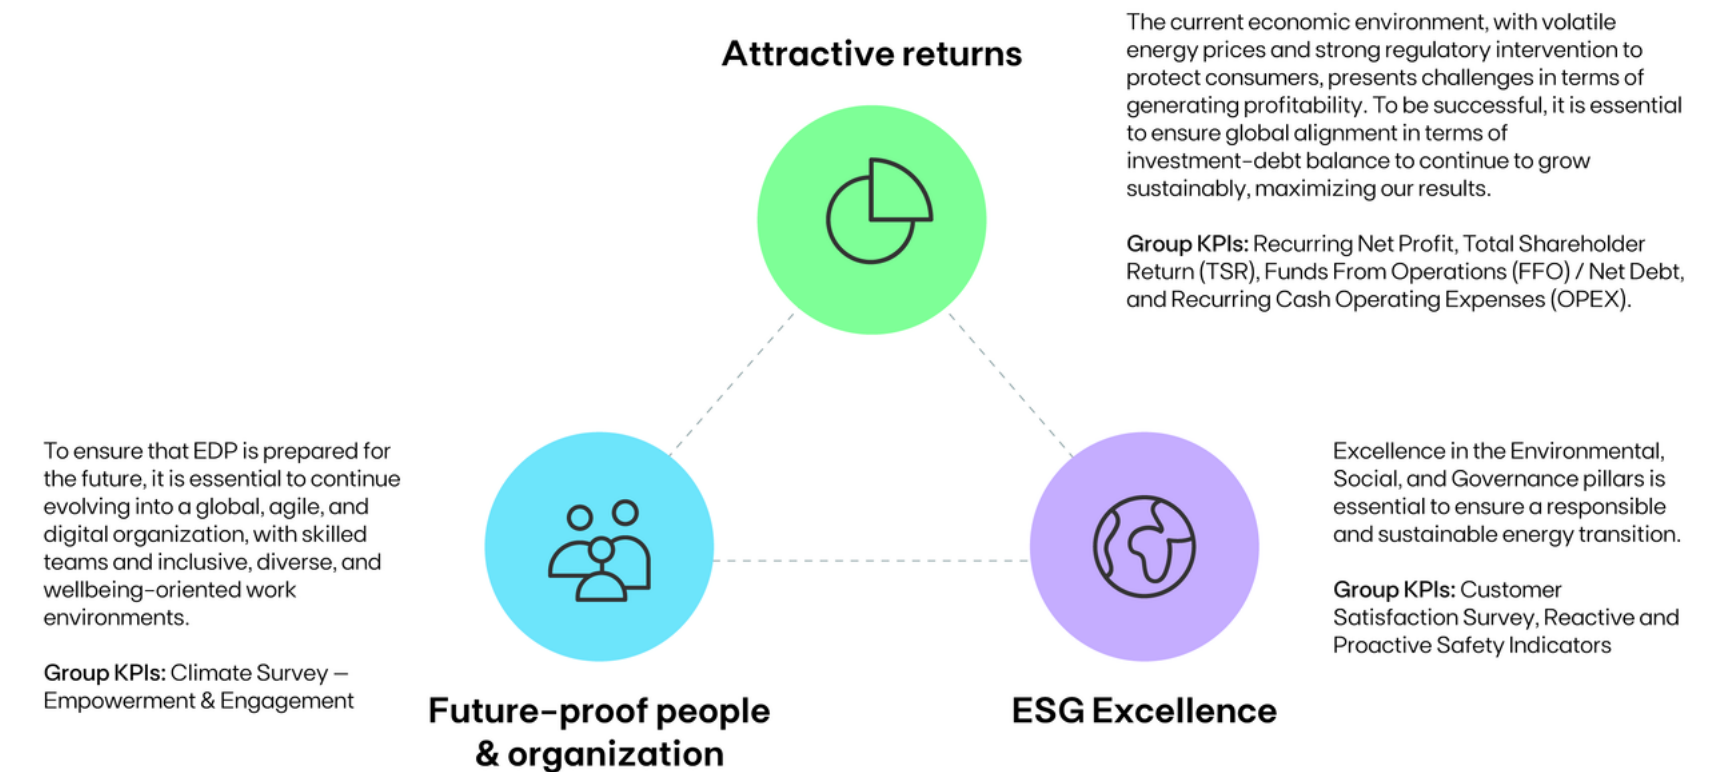 Attractive returns
The current economic environment, with volatile
energy prices and strong regulatory intervention to
protect consumers, presents challenges in terms of
generating profitability. To be successful, it is essential
to ensure global alignment in terms of
investment-debt balance to continue to grow
sustainably, maximizing our results.
Group KPIs: Recurring Net Profit, Total Shareholder
Return (TSR), Funds From Operations (FFO) / Net Debt,
and Recurring Cash Operating Expenses (OPEX).
To ensure that EDP is prepared for
the future, it is essential to continue
evolving into a global, agile, and
digital organization, with skilled
teams and inclusive, diverse, and
wellbeing-oriented work
environments.
Group KPIs: Climate Survey –
Empowerment & Engagement
Future-proof people
& organization
ESG Excellence
Excellence in the Environmental,
Social, and Governance pillars is
essential to ensure a responsible
and sustainable energy transition.
Group KPIs: Customer
Satisfaction Survey, Reactive and
Proactive Safety Indicators